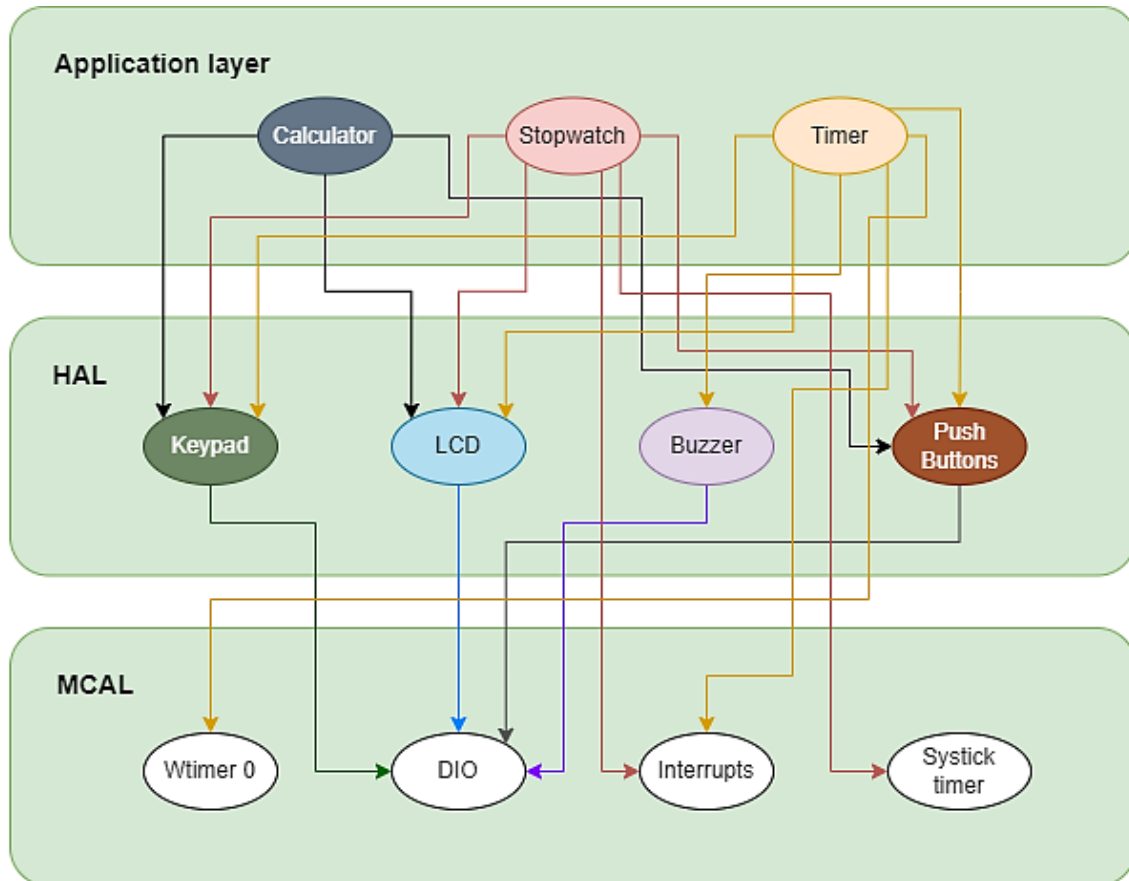 Application layer
Calculator
Stopwatch
Timer
HAL
Keypad
LCD
Buzzer
Push
Buttons
MCAL
Wtimer 0
DIO
Interrupts
Systick
timer